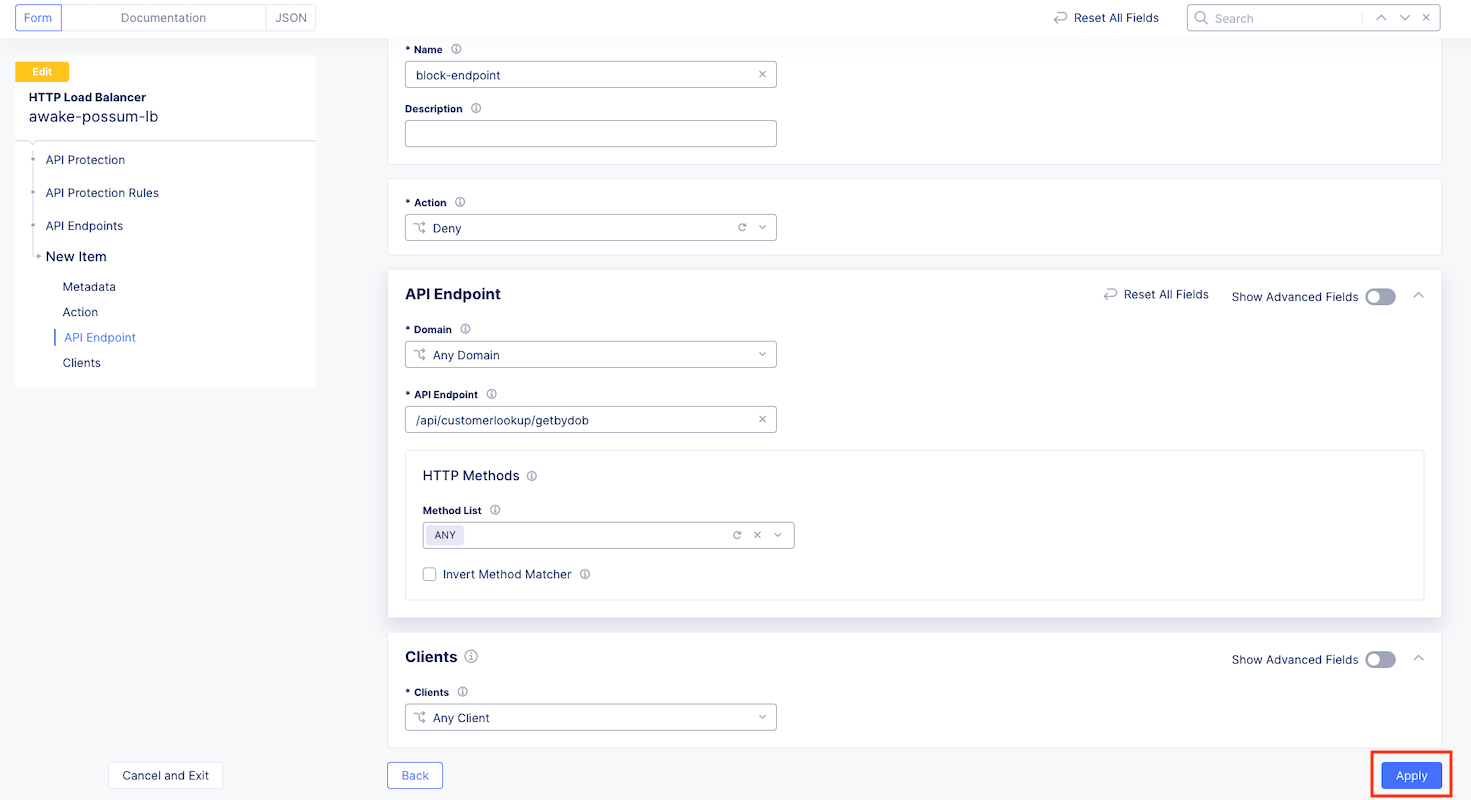 Form
Documentation
JSON
Reset All Fields
Search
Edit
HTTP Load Balancer
awake-possum-lb
API Protection
API Protection Rules
API Endpoints
New Item
Metadata
Action
API Endpoint
Clients
* Name
block-endpoint
Description
* Action
Deny
API Endpoint
Reset All Fields
Show Advanced Fields
* Domain
Any Domain
* API Endpoint
/api/customerlookup/getbydob
HTTP Methods
Method List
ANY
Invert Method Matcher
Clients
Show Advanced Fields
* Clients
Any Client
Cancel and Exit
Back
Apply